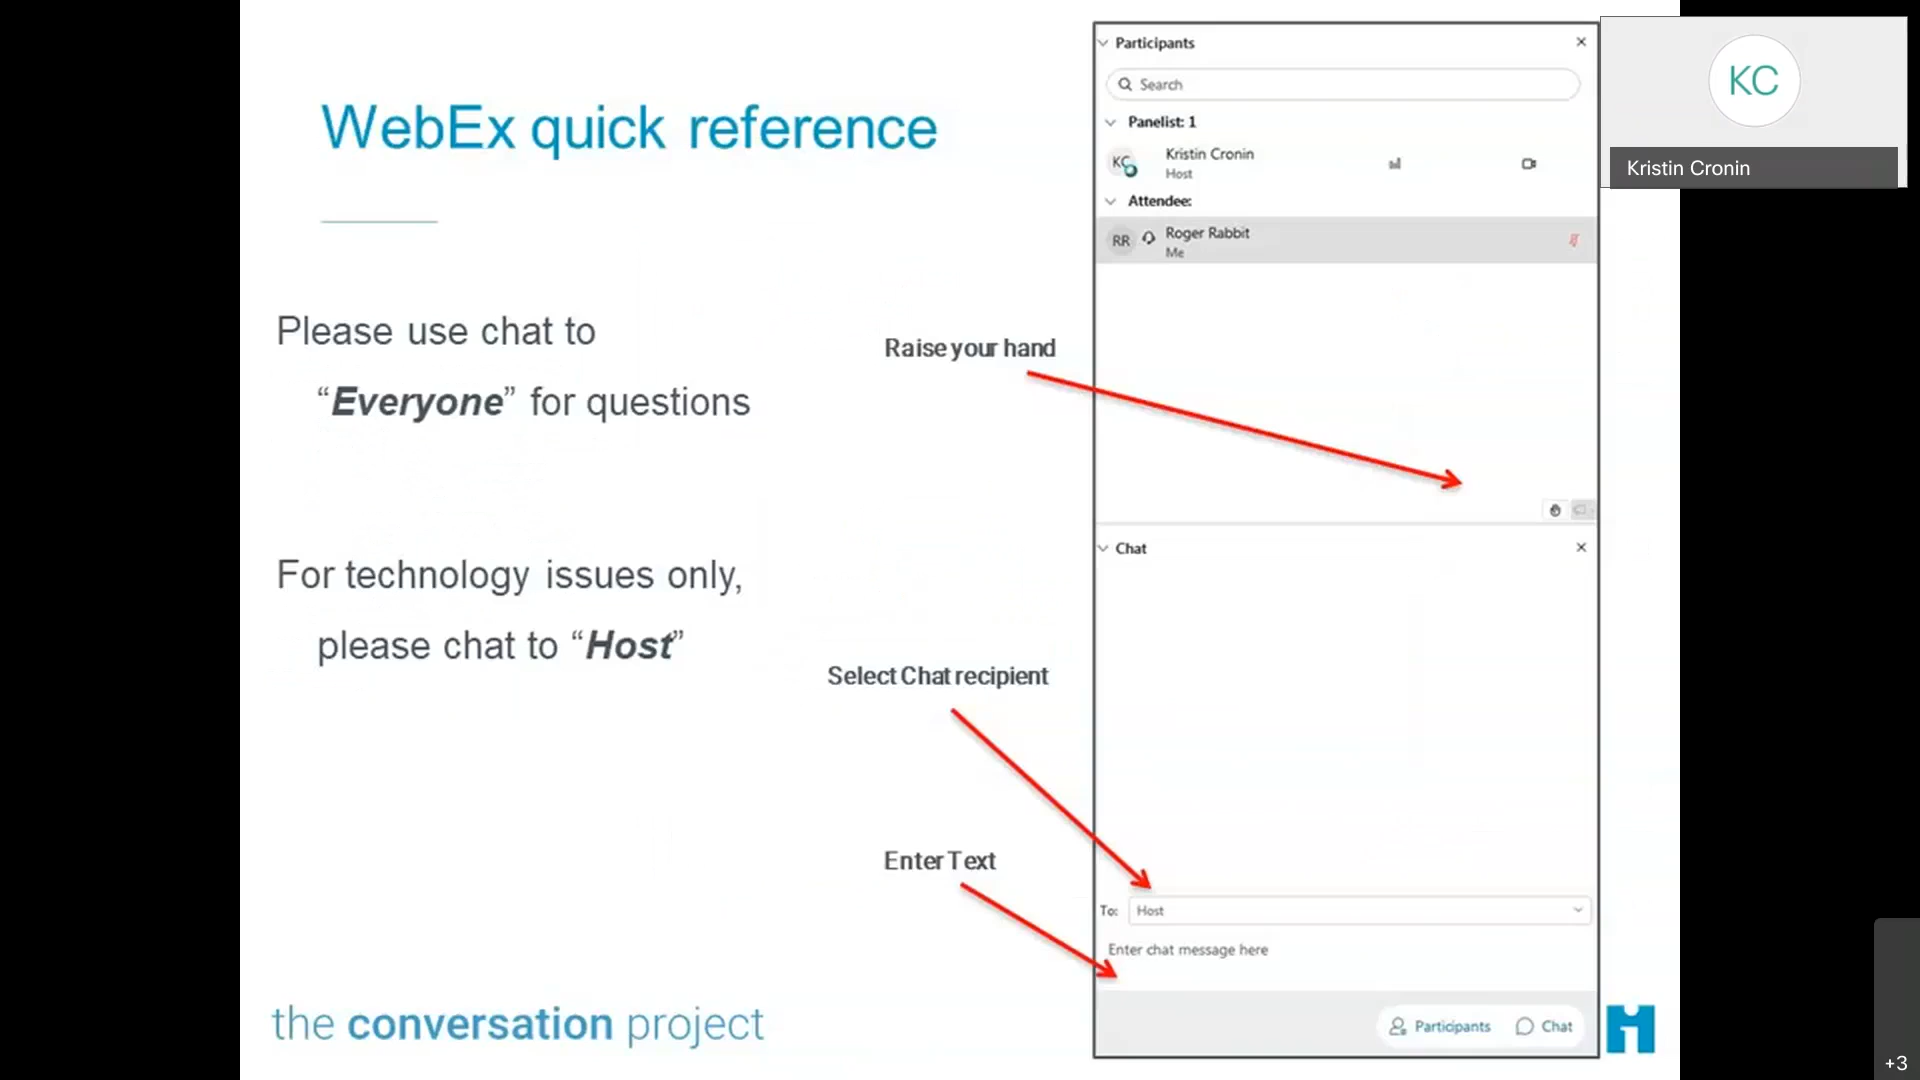 WebEx quick reference
Please use chat to
“Everyone” for questions
For technology issues only,
please chat to “Host”
Raise your hand
Select Chat recipient
Enter Text
the conversation project
Participants
Search
Panelist: 1
KC
Kristin Cronin
Host
Attendee:
RR
Roger Rabbit
Me
Chat
To: Host
Enter chat message here
Participants Chat
KC
Kristin Cronin
+3